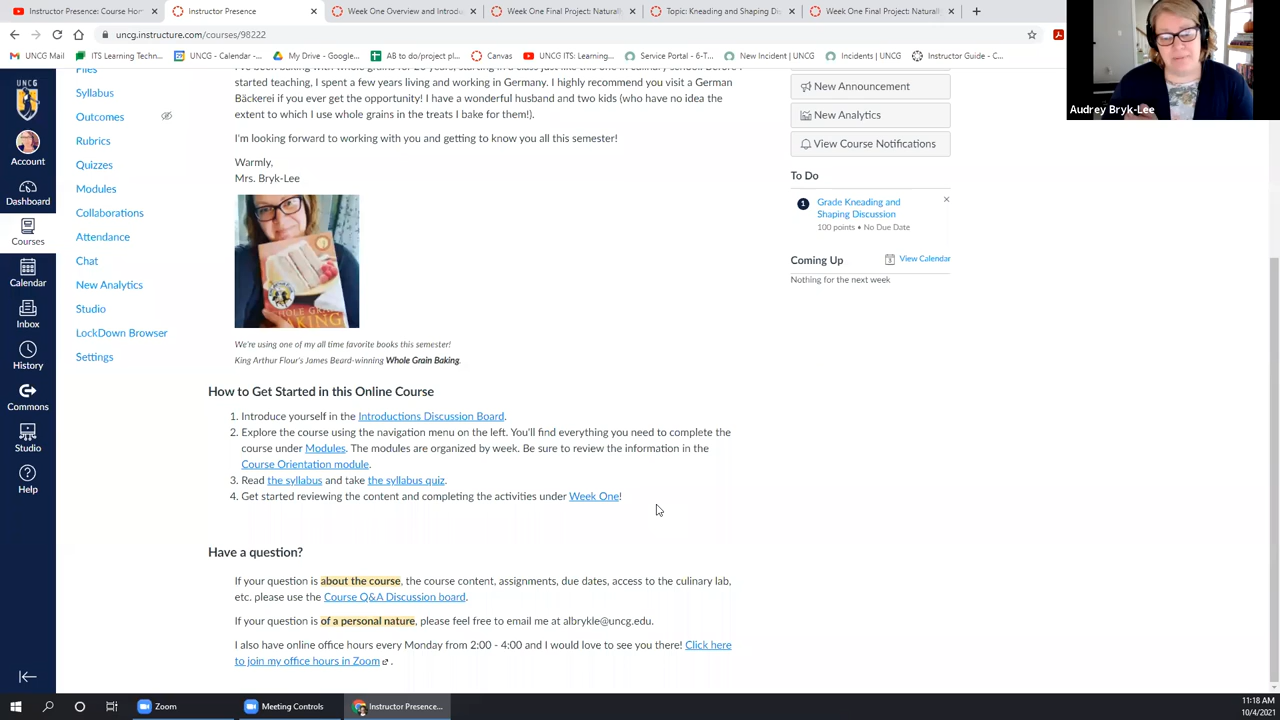 Instructor Presence: Course Hom
Instructor Presence
Week One Overview and Introdu
Week One Final Project: Naturall
Topic: Kneading and Shaping Dis
Week One Final Project: Naturall
uncg.instructure.com/courses/98222
UNCG Gmail
ITS Learning Techn...
UNCG - Calendar -...
My Drive - Google...
AB to do/project pl...
Canvas
UNCG ITS: Learning...
Service Portal - 6-T...
New Incident | UNCG
Incidents | UNCG
Instructor Guide - C...
Audrey Bryk-Lee
UNCG
Account
Dashboard
Courses
Calendar
Inbox
History
Commons
Studio
Help
Files
Syllabus
Outcomes
Rubrics
Quizzes
Modules
Collaborations
Attendance
Chat
New Analytics
Studio
LockDown Browser
Settings
started teaching, I spent a few years living and working in Germany. I highly recommend you visit a German
Bäckerei if you ever get the opportunity! I have a wonderful husband and two kids (who have no idea the
extent to which I use whole grains in the treats I bake for them!).
I'm looking forward to working with you and getting to know you all this semester!
Warmly,
Mrs. Bryk-Lee
WHOLE GRAIN
BAKING
We're using one of my all time favorite books this semester!
King Arthur Flour's James Beard-winning Whole Grain Baking.
How to Get Started in this Online Course
1. Introduce yourself in the Introductions Discussion Board.
2. Explore the course using the navigation menu on the left. You'll find everything you need to complete the
course under Modules. The modules are organized by week. Be sure to review the information in the
Course Orientation module.
3. Read the syllabus and take the syllabus quiz.
4. Get started reviewing the content and completing the activities under Week One!
Have a question?
If your question is about the course, the course content, assignments, due dates, access to the culinary lab,
etc. please use the Course Q&A Discussion board.
If your question is of a personal nature, please feel free to email me at albrykle@uncg.edu.
I also have online office hours every Monday from 2:00 - 4:00 and I would love to see you there! Click here
to join my office hours in Zoom .
New Announcement
New Analytics
View Course Notifications
To Do
1
Grade Kneading and
Shaping Discussion
100 points • No Due Date
Coming Up
View Calendar
Nothing for the next week
Zoom
Meeting Controls
Instructor Presence...
11:18 AM
10/4/2021